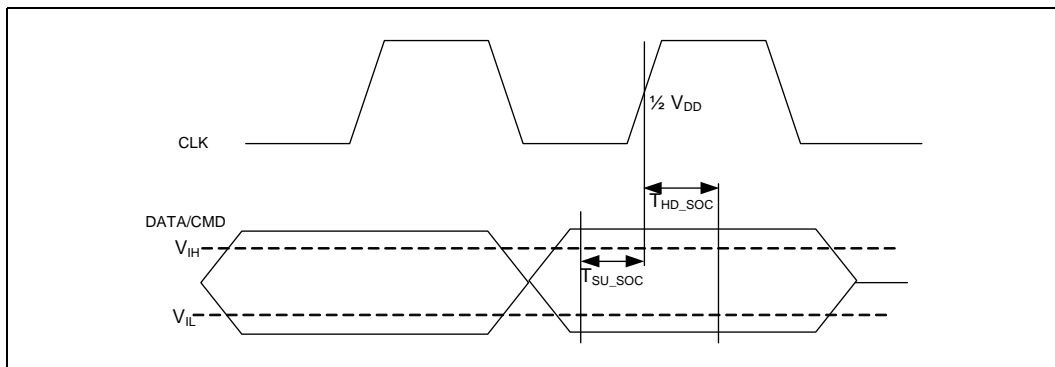 ½ VDD
CLK
THD_SOC
DATA/CMD
VIH
TSU_SOC
VIL